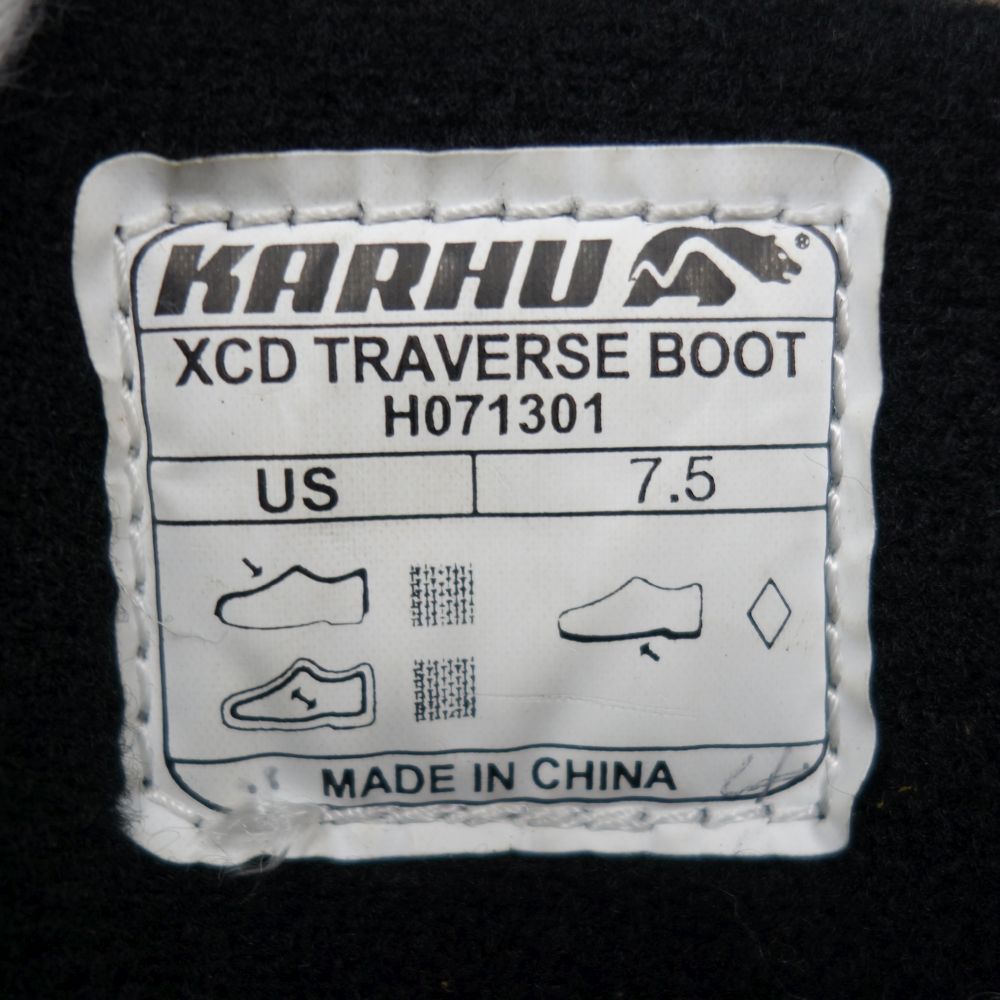 KARHU ®
XCD TRAVERSE BOOT
H071301
US 7.5
MADE IN CHINA